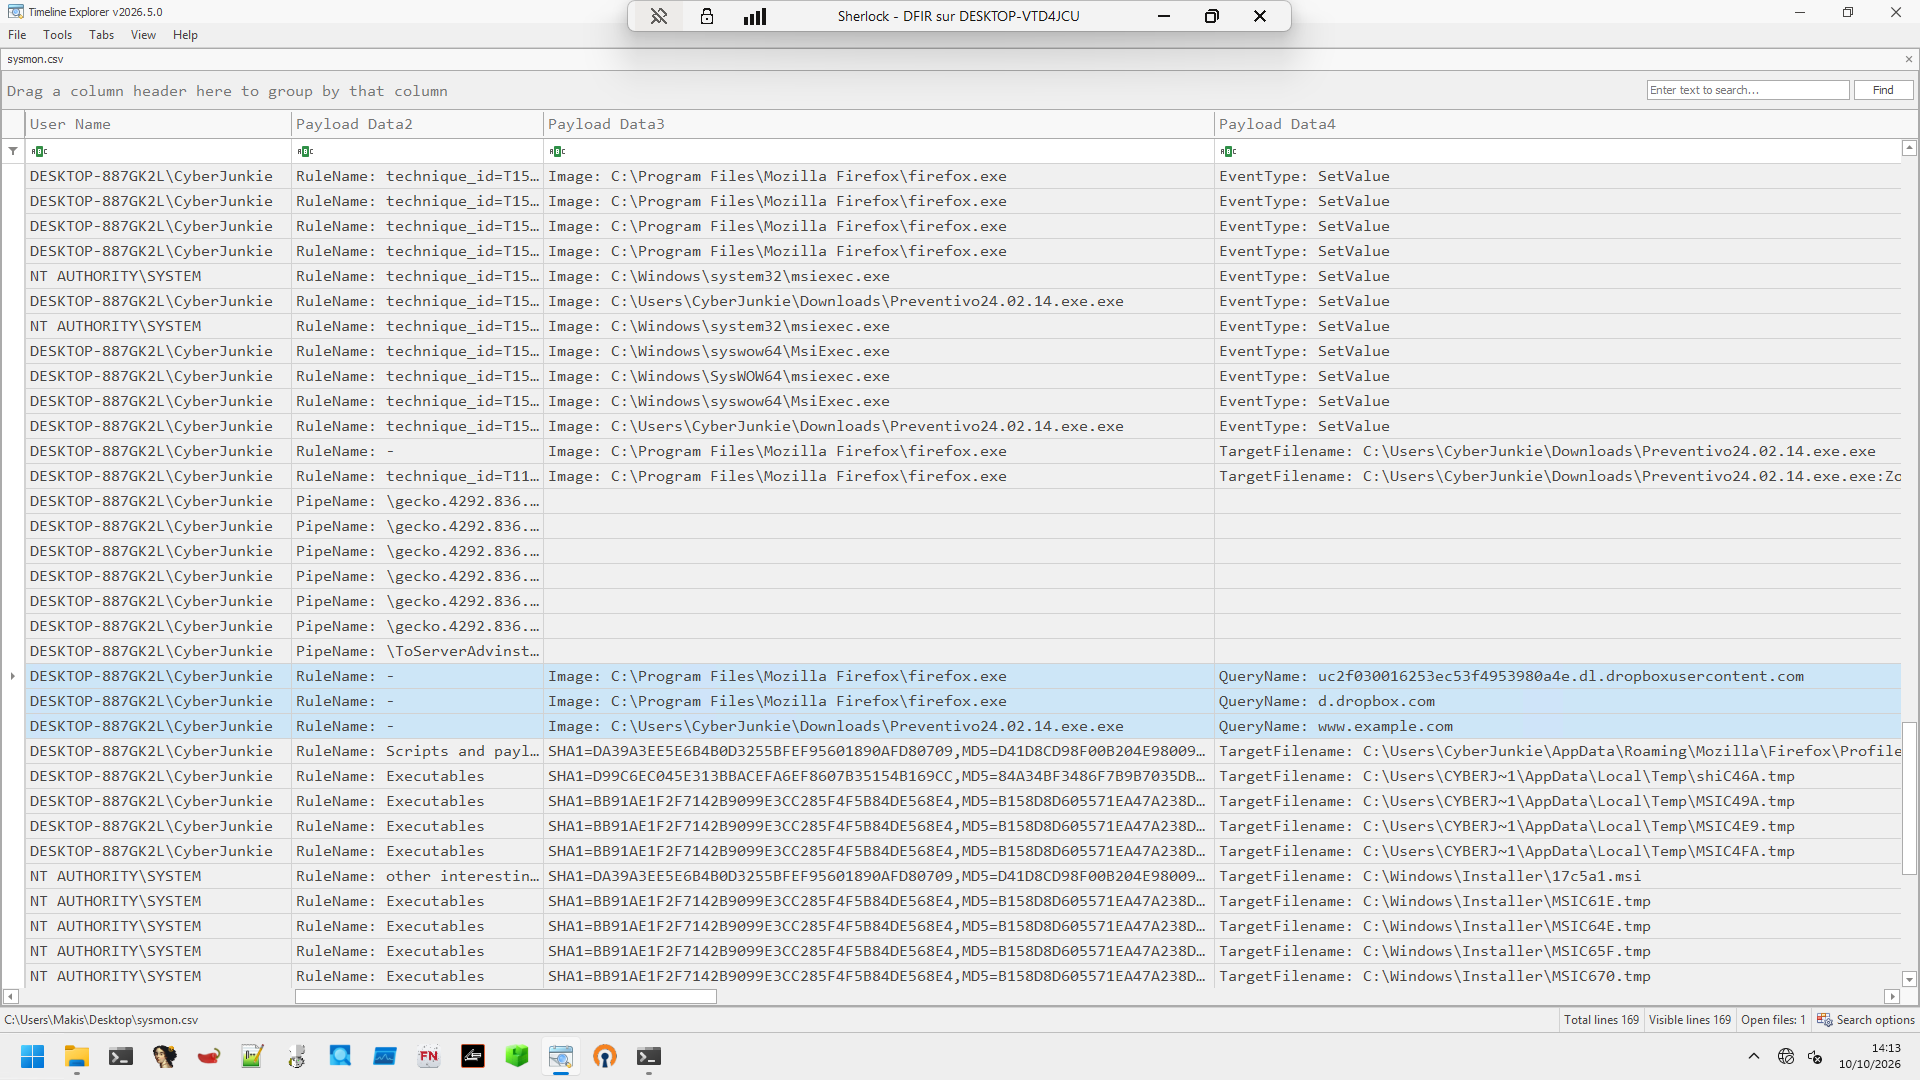 Timeline Explorer v2026.5.0
Sherlock - DFIR sur DESKTOP-VTD4JCU
File Tools Tabs View Help
sysmon.csv
Drag a column header here to group by that column
Enter text to search... Find
User Name Payload Data2 Payload Data3 Payload Data4
DESKTOP-887GK2L\CyberJunkie RuleName: technique_id=T15… Image: C:\Program Files\Mozilla Firefox\firefox.exe EventType: SetValue
DESKTOP-887GK2L\CyberJunkie RuleName: technique_id=T15… Image: C:\Program Files\Mozilla Firefox\firefox.exe EventType: SetValue
DESKTOP-887GK2L\CyberJunkie RuleName: technique_id=T15… Image: C:\Program Files\Mozilla Firefox\firefox.exe EventType: SetValue
DESKTOP-887GK2L\CyberJunkie RuleName: technique_id=T15… Image: C:\Program Files\Mozilla Firefox\firefox.exe EventType: SetValue
NT AUTHORITY\SYSTEM RuleName: technique_id=T15… Image: C:\Windows\system32\msiexec.exe EventType: SetValue
DESKTOP-887GK2L\CyberJunkie RuleName: technique_id=T15… Image: C:\Users\CyberJunkie\Downloads\Preventivo24.02.14.exe.exe EventType: SetValue
NT AUTHORITY\SYSTEM RuleName: technique_id=T15… Image: C:\Windows\system32\msiexec.exe EventType: SetValue
DESKTOP-887GK2L\CyberJunkie RuleName: technique_id=T15… Image: C:\Windows\syswow64\MsiExec.exe EventType: SetValue
DESKTOP-887GK2L\CyberJunkie RuleName: technique_id=T15… Image: C:\Windows\SysWOW64\msiexec.exe EventType: SetValue
DESKTOP-887GK2L\CyberJunkie RuleName: technique_id=T15… Image: C:\Windows\syswow64\MsiExec.exe EventType: SetValue
DESKTOP-887GK2L\CyberJunkie RuleName: technique_id=T15… Image: C:\Users\CyberJunkie\Downloads\Preventivo24.02.14.exe.exe EventType: SetValue
DESKTOP-887GK2L\CyberJunkie RuleName: - Image: C:\Program Files\Mozilla Firefox\firefox.exe TargetFilename: C:\Users\CyberJunkie\Downloads\Preventivo24.02.14.exe.exe
DESKTOP-887GK2L\CyberJunkie RuleName: technique_id=T11… Image: C:\Program Files\Mozilla Firefox\firefox.exe TargetFilename: C:\Users\CyberJunkie\Downloads\Preventivo24.02.14.exe.exe:Zo
DESKTOP-887GK2L\CyberJunkie PipeName: \gecko.4292.836.…
DESKTOP-887GK2L\CyberJunkie PipeName: \gecko.4292.836.…
DESKTOP-887GK2L\CyberJunkie PipeName: \gecko.4292.836.…
DESKTOP-887GK2L\CyberJunkie PipeName: \gecko.4292.836.…
DESKTOP-887GK2L\CyberJunkie PipeName: \gecko.4292.836.…
DESKTOP-887GK2L\CyberJunkie PipeName: \gecko.4292.836.…
DESKTOP-887GK2L\CyberJunkie PipeName: \ToServerAdvinst…
DESKTOP-887GK2L\CyberJunkie RuleName: - Image: C:\Program Files\Mozilla Firefox\firefox.exe QueryName: uc2f030016253ec53f4953980a4e.dl.dropboxusercontent.com
DESKTOP-887GK2L\CyberJunkie RuleName: - Image: C:\Program Files\Mozilla Firefox\firefox.exe QueryName: d.dropbox.com
DESKTOP-887GK2L\CyberJunkie RuleName: - Image: C:\Users\CyberJunkie\Downloads\Preventivo24.02.14.exe.exe QueryName: www.example.com
DESKTOP-887GK2L\CyberJunkie RuleName: Scripts and payl… SHA1=DA39A3EE5E6B4B0D3255BFEF95601890AFD80709,MD5=D41D8CD98F00B204E98009… TargetFilename: C:\Users\CyberJunkie\AppData\Roaming\Mozilla\Firefox\Profile
DESKTOP-887GK2L\CyberJunkie RuleName: Executables SHA1=D99C6EC045E313BBACEFA6EF8607B35154B169CC,MD5=84A34BF3486F7B9B7035DB… TargetFilename: C:\Users\CYBERJ~1\AppData\Local\Temp\shiC46A.tmp
DESKTOP-887GK2L\CyberJunkie RuleName: Executables SHA1=BB91AE1F2F7142B9099E3CC285F4F5B84DE568E4,MD5=B158D8D605571EA47A238D… TargetFilename: C:\Users\CYBERJ~1\AppData\Local\Temp\MSIC49A.tmp
DESKTOP-887GK2L\CyberJunkie RuleName: Executables SHA1=BB91AE1F2F7142B9099E3CC285F4F5B84DE568E4,MD5=B158D8D605571EA47A238D… TargetFilename: C:\Users\CYBERJ~1\AppData\Local\Temp\MSIC4E9.tmp
DESKTOP-887GK2L\CyberJunkie RuleName: Executables SHA1=BB91AE1F2F7142B9099E3CC285F4F5B84DE568E4,MD5=B158D8D605571EA47A238D… TargetFilename: C:\Users\CYBERJ~1\AppData\Local\Temp\MSIC4FA.tmp
NT AUTHORITY\SYSTEM RuleName: other interestin… SHA1=DA39A3EE5E6B4B0D3255BFEF95601890AFD80709,MD5=D41D8CD98F00B204E98009… TargetFilename: C:\Windows\Installer\17c5a1.msi
NT AUTHORITY\SYSTEM RuleName: Executables SHA1=BB91AE1F2F7142B9099E3CC285F4F5B84DE568E4,MD5=B158D8D605571EA47A238D… TargetFilename: C:\Windows\Installer\MSIC61E.tmp
NT AUTHORITY\SYSTEM RuleName: Executables SHA1=BB91AE1F2F7142B9099E3CC285F4F5B84DE568E4,MD5=B158D8D605571EA47A238D… TargetFilename: C:\Windows\Installer\MSIC64E.tmp
NT AUTHORITY\SYSTEM RuleName: Executables SHA1=BB91AE1F2F7142B9099E3CC285F4F5B84DE568E4,MD5=B158D8D605571EA47A238D… TargetFilename: C:\Windows\Installer\MSIC65F.tmp
NT AUTHORITY\SYSTEM RuleName: Executables SHA1=BB91AE1F2F7142B9099E3CC285F4F5B84DE568E4,MD5=B158D8D605571EA47A238D… TargetFilename: C:\Windows\Installer\MSIC670.tmp
C:\Users\Makis\Desktop\sysmon.csv Total lines 169 Visible lines 169 Open files: 1 Search options
FN
14:13
10/10/2026